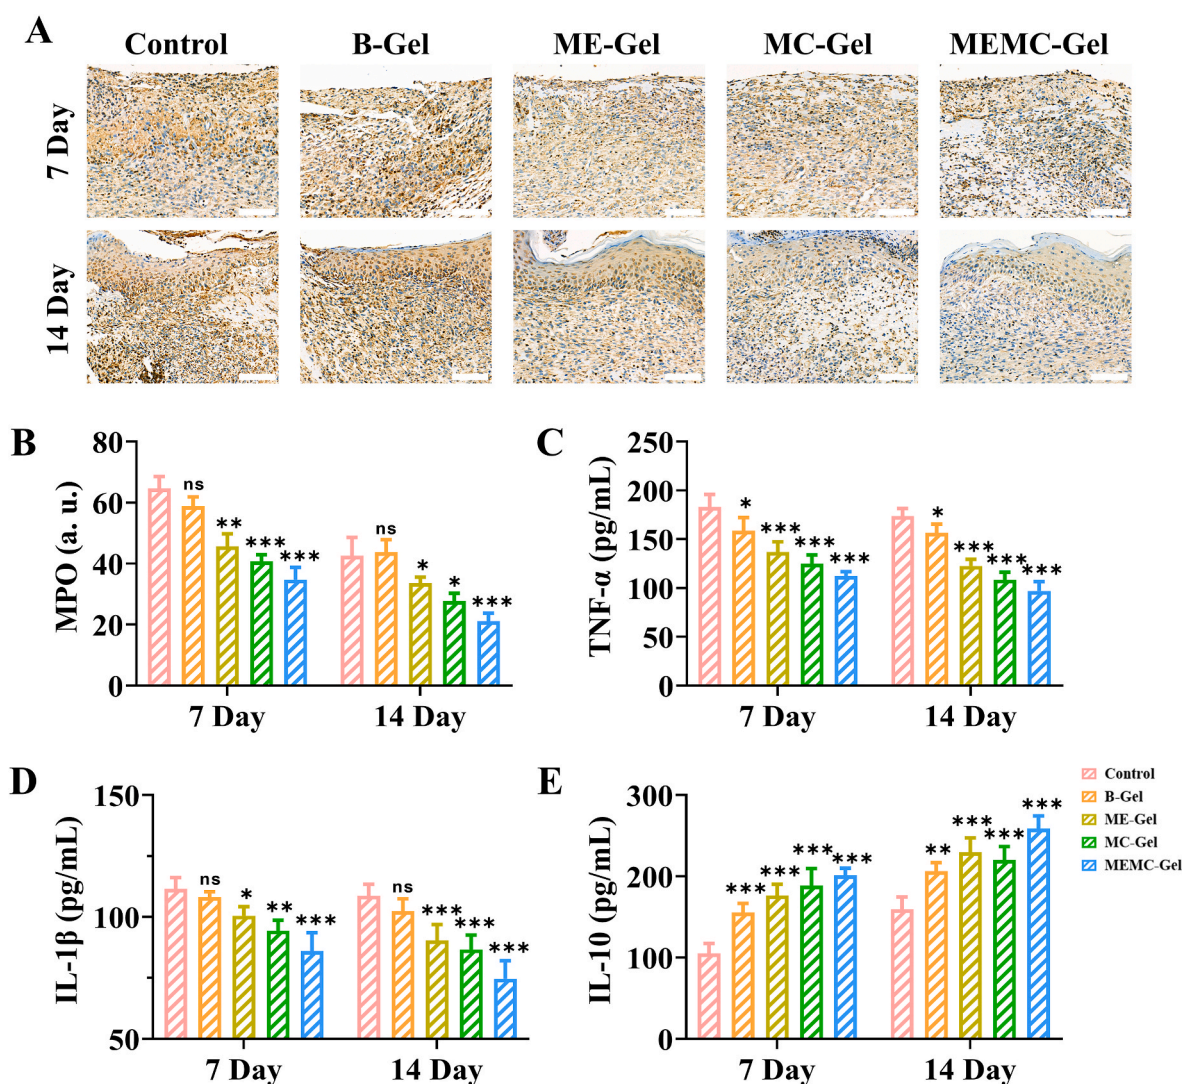 A
Control B-Gel ME-Gel MC-Gel MEMC-Gel
7 Day
14 Day
B
MPO (a. u.)
80
60
40
20
0
ns ** *** ***
ns * * ***
7 Day 14 Day
C
TNF-α (pg/mL)
250
200
150
100
50
0
* *** *** ***
* *** *** ***
7 Day 14 Day
D
IL-1β (pg/mL)
150
100
50
ns * ** ***
ns *** *** ***
7 Day 14 Day
E
IL-10 (pg/mL)
300
200
100
0
*** *** *** ***
** *** *** ***
7 Day 14 Day
Control
B-Gel
ME-Gel
MC-Gel
MEMC-Gel